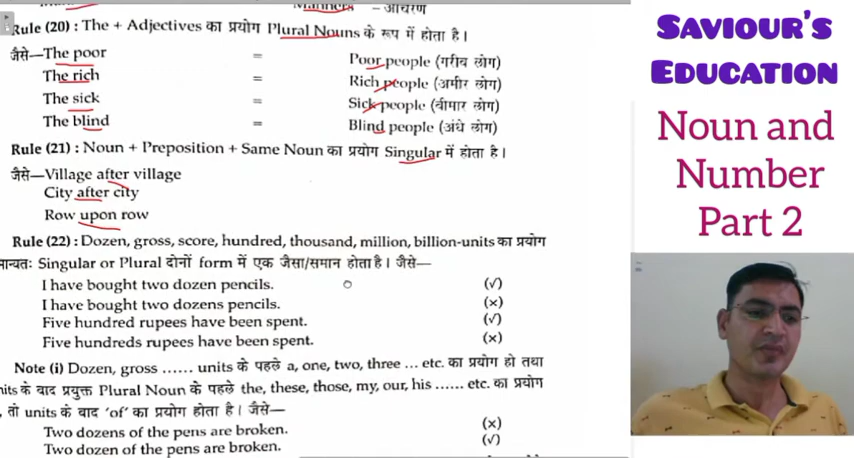 Manners – आचरण
Rule (20) : The + Adjectives का प्रयोग Plural Nouns के रूप में होता है।
जैसे—The poor = Poor people (गरीब लोग)
The rich = Rich people (अमीर लोग)
The sick = Sick people (बीमार लोग)
The blind = Blind people (अंधे लोग)
Rule (21) : Noun + Preposition + Same Noun का प्रयोग Singular में होता है।
जैसे—Village after village
City after city
Row upon row
Rule (22) : Dozen, gross, score, hundred, thousand, million, billion-units का प्रयोग
मान्यतः Singular or Plural दोनों form में एक जैसा/समान होता है। जैसे—
I have bought two dozen pencils. (√)
I have bought two dozens pencils. (×)
Five hundred rupees have been spent. (√)
Five hundreds rupees have been spent. (×)
Note (i) Dozen, gross ...... units के पहले a, one, two, three ... etc. का प्रयोग हो तथा
nits के बाद प्रयुक्त Plural Noun के पहले the, these, those, my, our, his ...... etc. का प्रयोग
, तो units के बाद 'of' का प्रयोग होता है। जैसे—
Two dozens of the pens are broken. (×)
Two dozen of the pens are broken. (√)
Saviour's
Education
Noun and
Number
Part 2